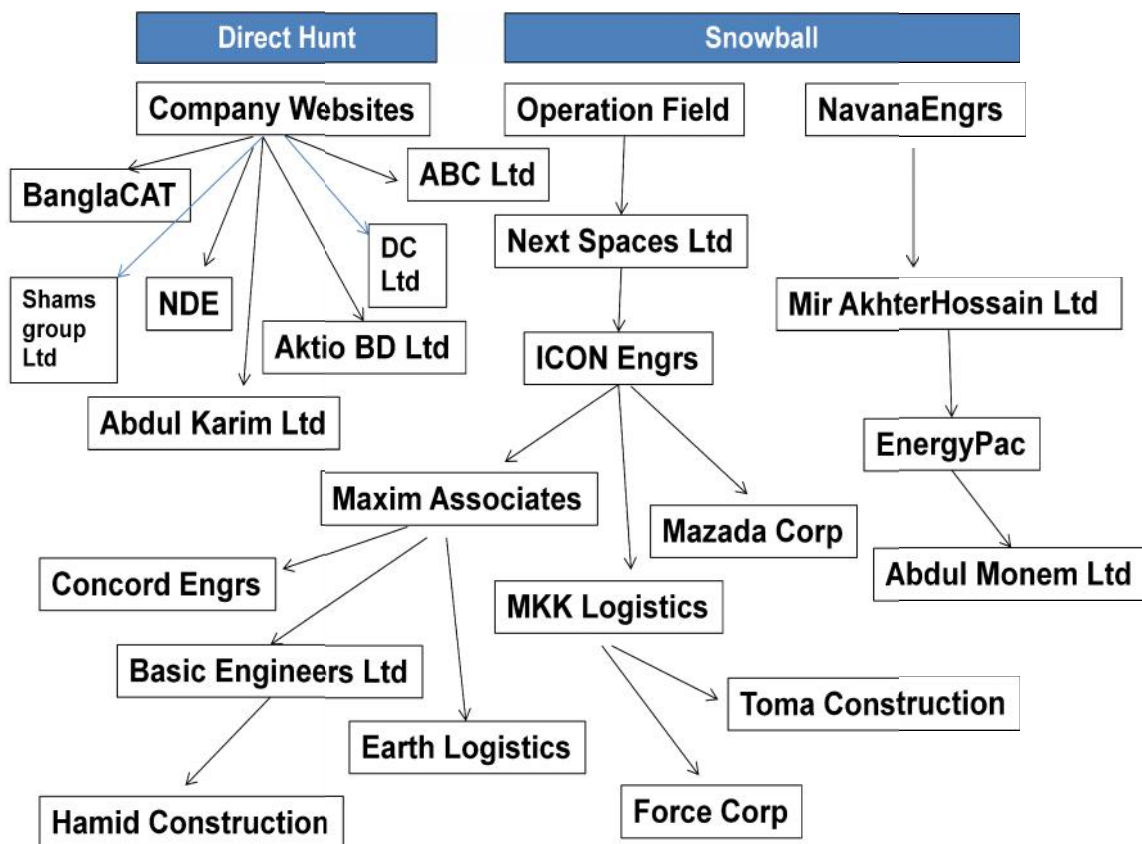 Direct Hunt
Snowball
Company Websites
Operation Field
NavanaEngrs
BanglaCAT
ABC Ltd
Next Spaces Ltd
DC
Ltd
Shams
group
Ltd
NDE
Aktio BD Ltd
Mir AkhterHossain Ltd
ICON Engrs
Abdul Karim Ltd
EnergyPac
Maxim Associates
Mazada Corp
Concord Engrs
Abdul Monem Ltd
MKK Logistics
Basic Engineers Ltd
Toma Construction
Earth Logistics
Hamid Construction
Force Corp